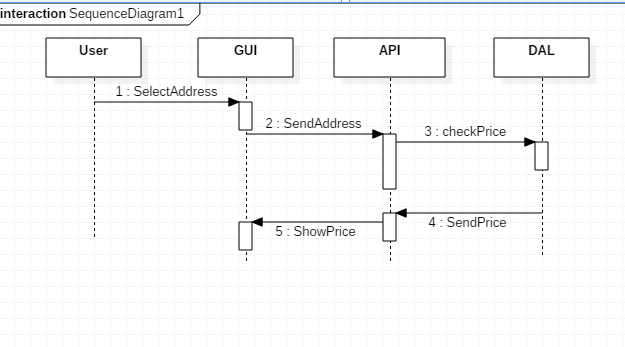 interaction SequenceDiagram1
User
GUI
API
DAL
1 : SelectAddress
2 : SendAddress
3 : checkPrice
4 : SendPrice
5 : ShowPrice